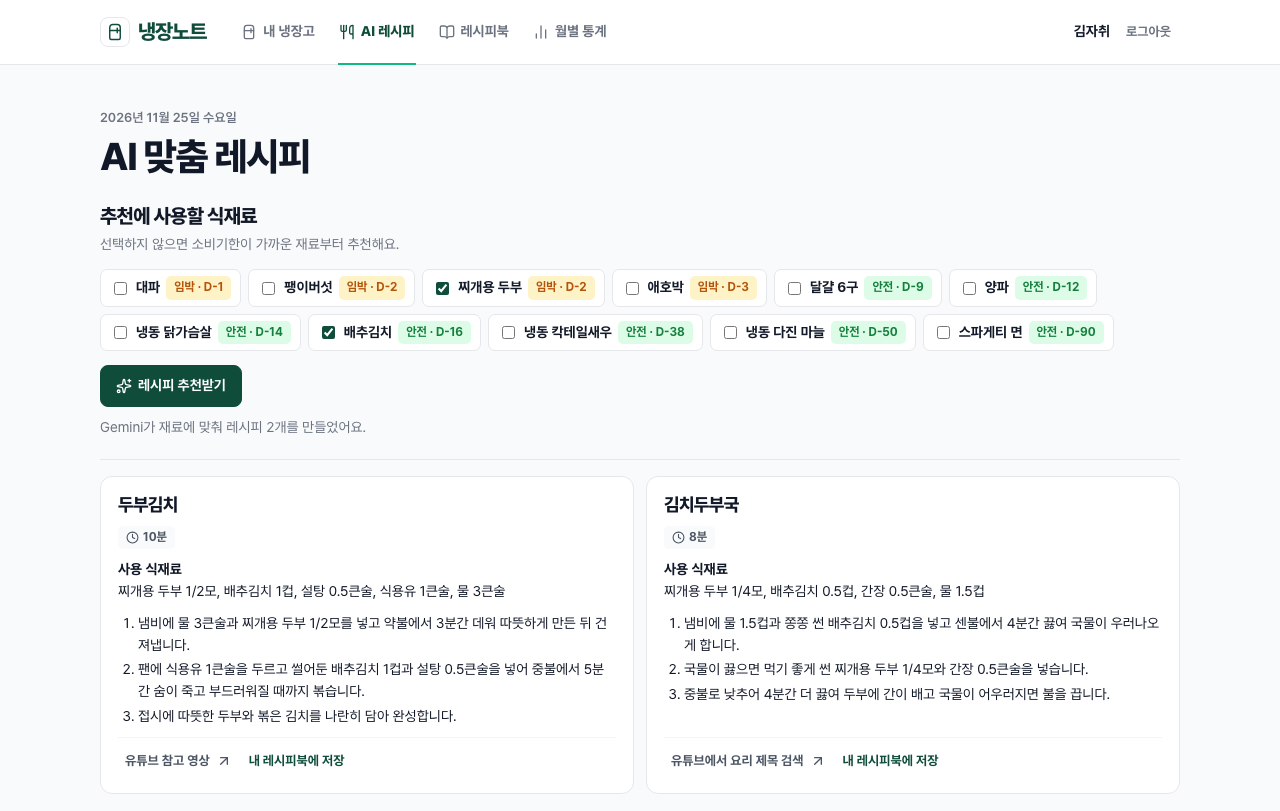 냉장노트 내 냉장고 AI 레시피 레시피북 월별 통계 김자취 로그아웃
2026년 11월 25일 수요일
AI 맞춤 레시피
추천에 사용할 식재료
선택하지 않으면 소비기한이 가까운 재료부터 추천해요.
대파 임박 · D-1 팽이버섯 임박 · D-2 찌개용 두부 임박 · D-2 애호박 임박 · D-3 달걀 6구 안전 · D-9 양파 안전 · D-12
냉동 닭가슴살 안전 · D-14 배추김치 안전 · D-16 냉동 칵테일새우 안전 · D-38 냉동 다진 마늘 안전 · D-50 스파게티 면 안전 · D-90
레시피 추천받기
Gemini가 재료에 맞춰 레시피 2개를 만들었어요.
두부김치
10분
사용 식재료
찌개용 두부 1/2모, 배추김치 1컵, 설탕 0.5큰술, 식용유 1큰술, 물 3큰술
1. 냄비에 물 3큰술과 찌개용 두부 1/2모를 넣고 약불에서 3분간 데워 따뜻하게 만든 뒤 건
져냅니다.
2. 팬에 식용유 1큰술을 두르고 썰어둔 배추김치 1컵과 설탕 0.5큰술을 넣어 중불에서 5분
간 숨이 죽고 부드러워질 때까지 볶습니다.
3. 접시에 따뜻한 두부와 볶은 김치를 나란히 담아 완성합니다.
유튜브 참고 영상 내 레시피북에 저장
김치두부국
8분
사용 식재료
찌개용 두부 1/4모, 배추김치 0.5컵, 간장 0.5큰술, 물 1.5컵
1. 냄비에 물 1.5컵과 쫑쫑 썬 배추김치 0.5컵을 넣고 센불에서 4분간 끓여 국물이 우러나오
게 합니다.
2. 국물이 끓으면 먹기 좋게 썬 찌개용 두부 1/4모와 간장 0.5큰술을 넣습니다.
3. 중불로 낮추어 4분간 더 끓여 두부에 간이 배고 국물이 어우러지면 불을 끕니다.
유튜브에서 요리 제목 검색 내 레시피북에 저장